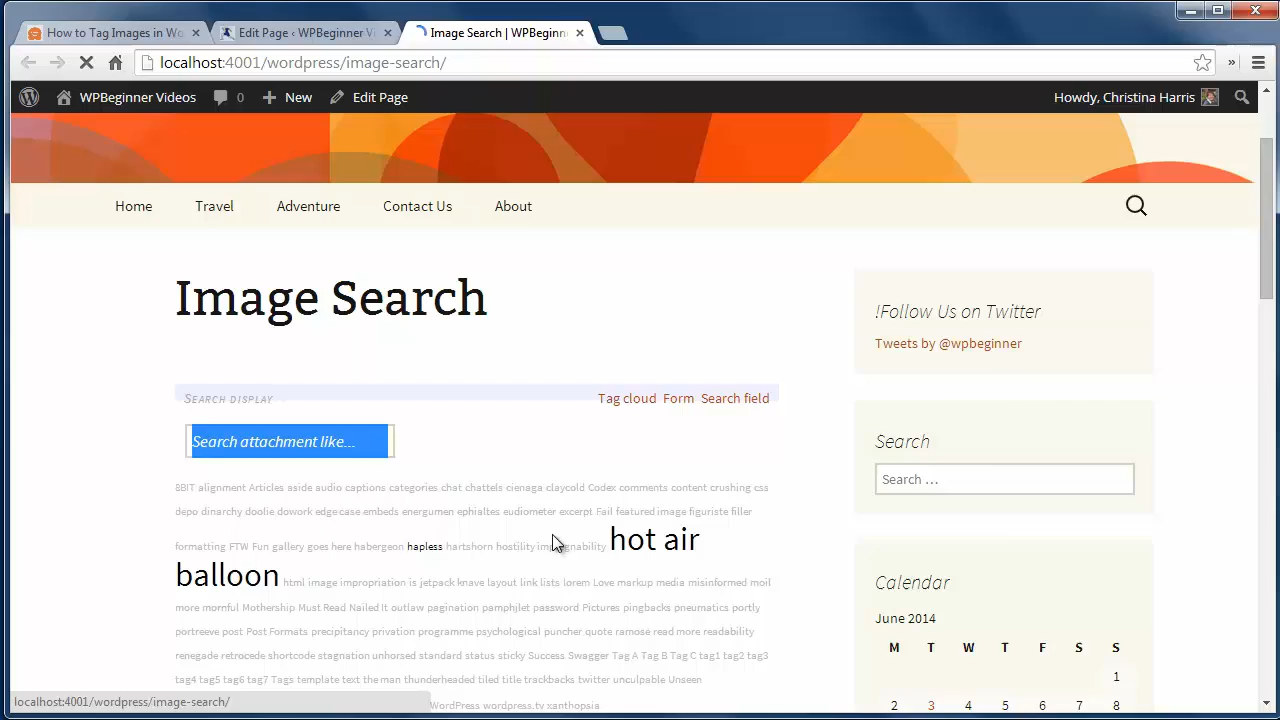 How to Tag Images in Wo
Edit Page ‹ WPBeginner Vi
Image Search | WPBeginn
localhost:4001/wordpress/image-search/
WPBeginner Videos 0 New Edit Page Howdy, Christina Harris
Home Travel Adventure Contact Us About
Image Search
Search display Tag cloud Form Search field
Search attachment like...
8BIT alignment Articles aside audio captions categories chat chattels cienaga claycold Codex comments content crushing css
depo dinarchy doolie dowork edge case embeds energumen ephialtes eudiometer excerpt Fail featured image figuriste filler
formatting FTW Fun gallery goes here habergeon hapless hartshorn hostility hot air
balloon html image impropriation is jetpack knave layout link lists lorem Love markup media misinformed moil
more mornful Mothership Must Read Nailed It outlaw pagination pamphjlet password Pictures pingbacks pneumatics portly
portreeve post Post Formats precipitancy privation programme psychological puncher quote ramose read more readability
renegade retrocede shortcode stagnation unhorsed standard status sticky Success Swagger Tag A Tag B Tag C tag1 tag2 tag3
tag4 tag5 tag6 tag7 Tags template text the man thunderheaded tiled title trackbacks twitter unculpable Unseen
WordPress wordpress.tv xanthopsia
!Follow Us on Twitter
Tweets by @wpbeginner
Search
Search …
Calendar
June 2014
M T W T F S S
1
2 3 4 5 6 7 8
localhost:4001/wordpress/image-search/